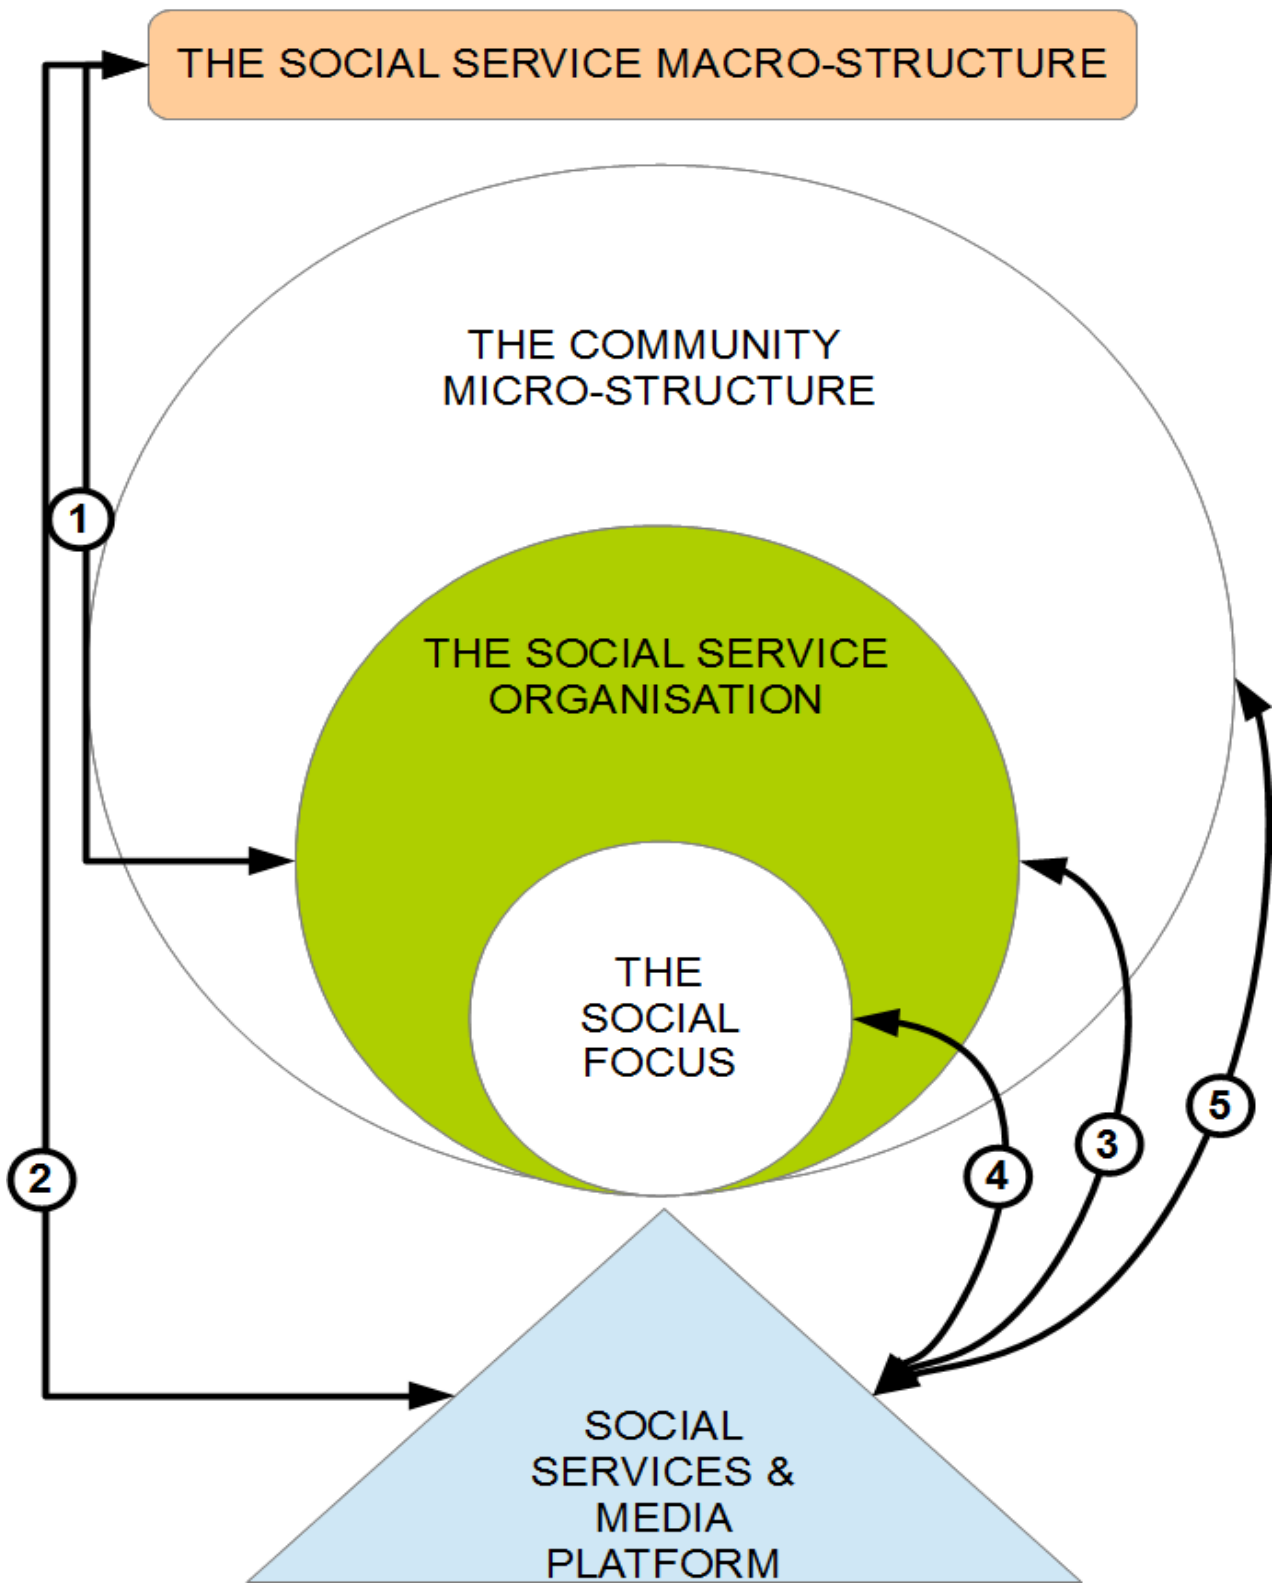 THE SOCIAL SERVICE MACRO-STRUCTURE
THE COMMUNITY
MICRO-STRUCTURE
1
THE SOCIAL SERVICE
ORGANISATION
THE
SOCIAL
FOCUS
5
3
4
2
SOCIAL
SERVICES &
MEDIA
PLATFORM